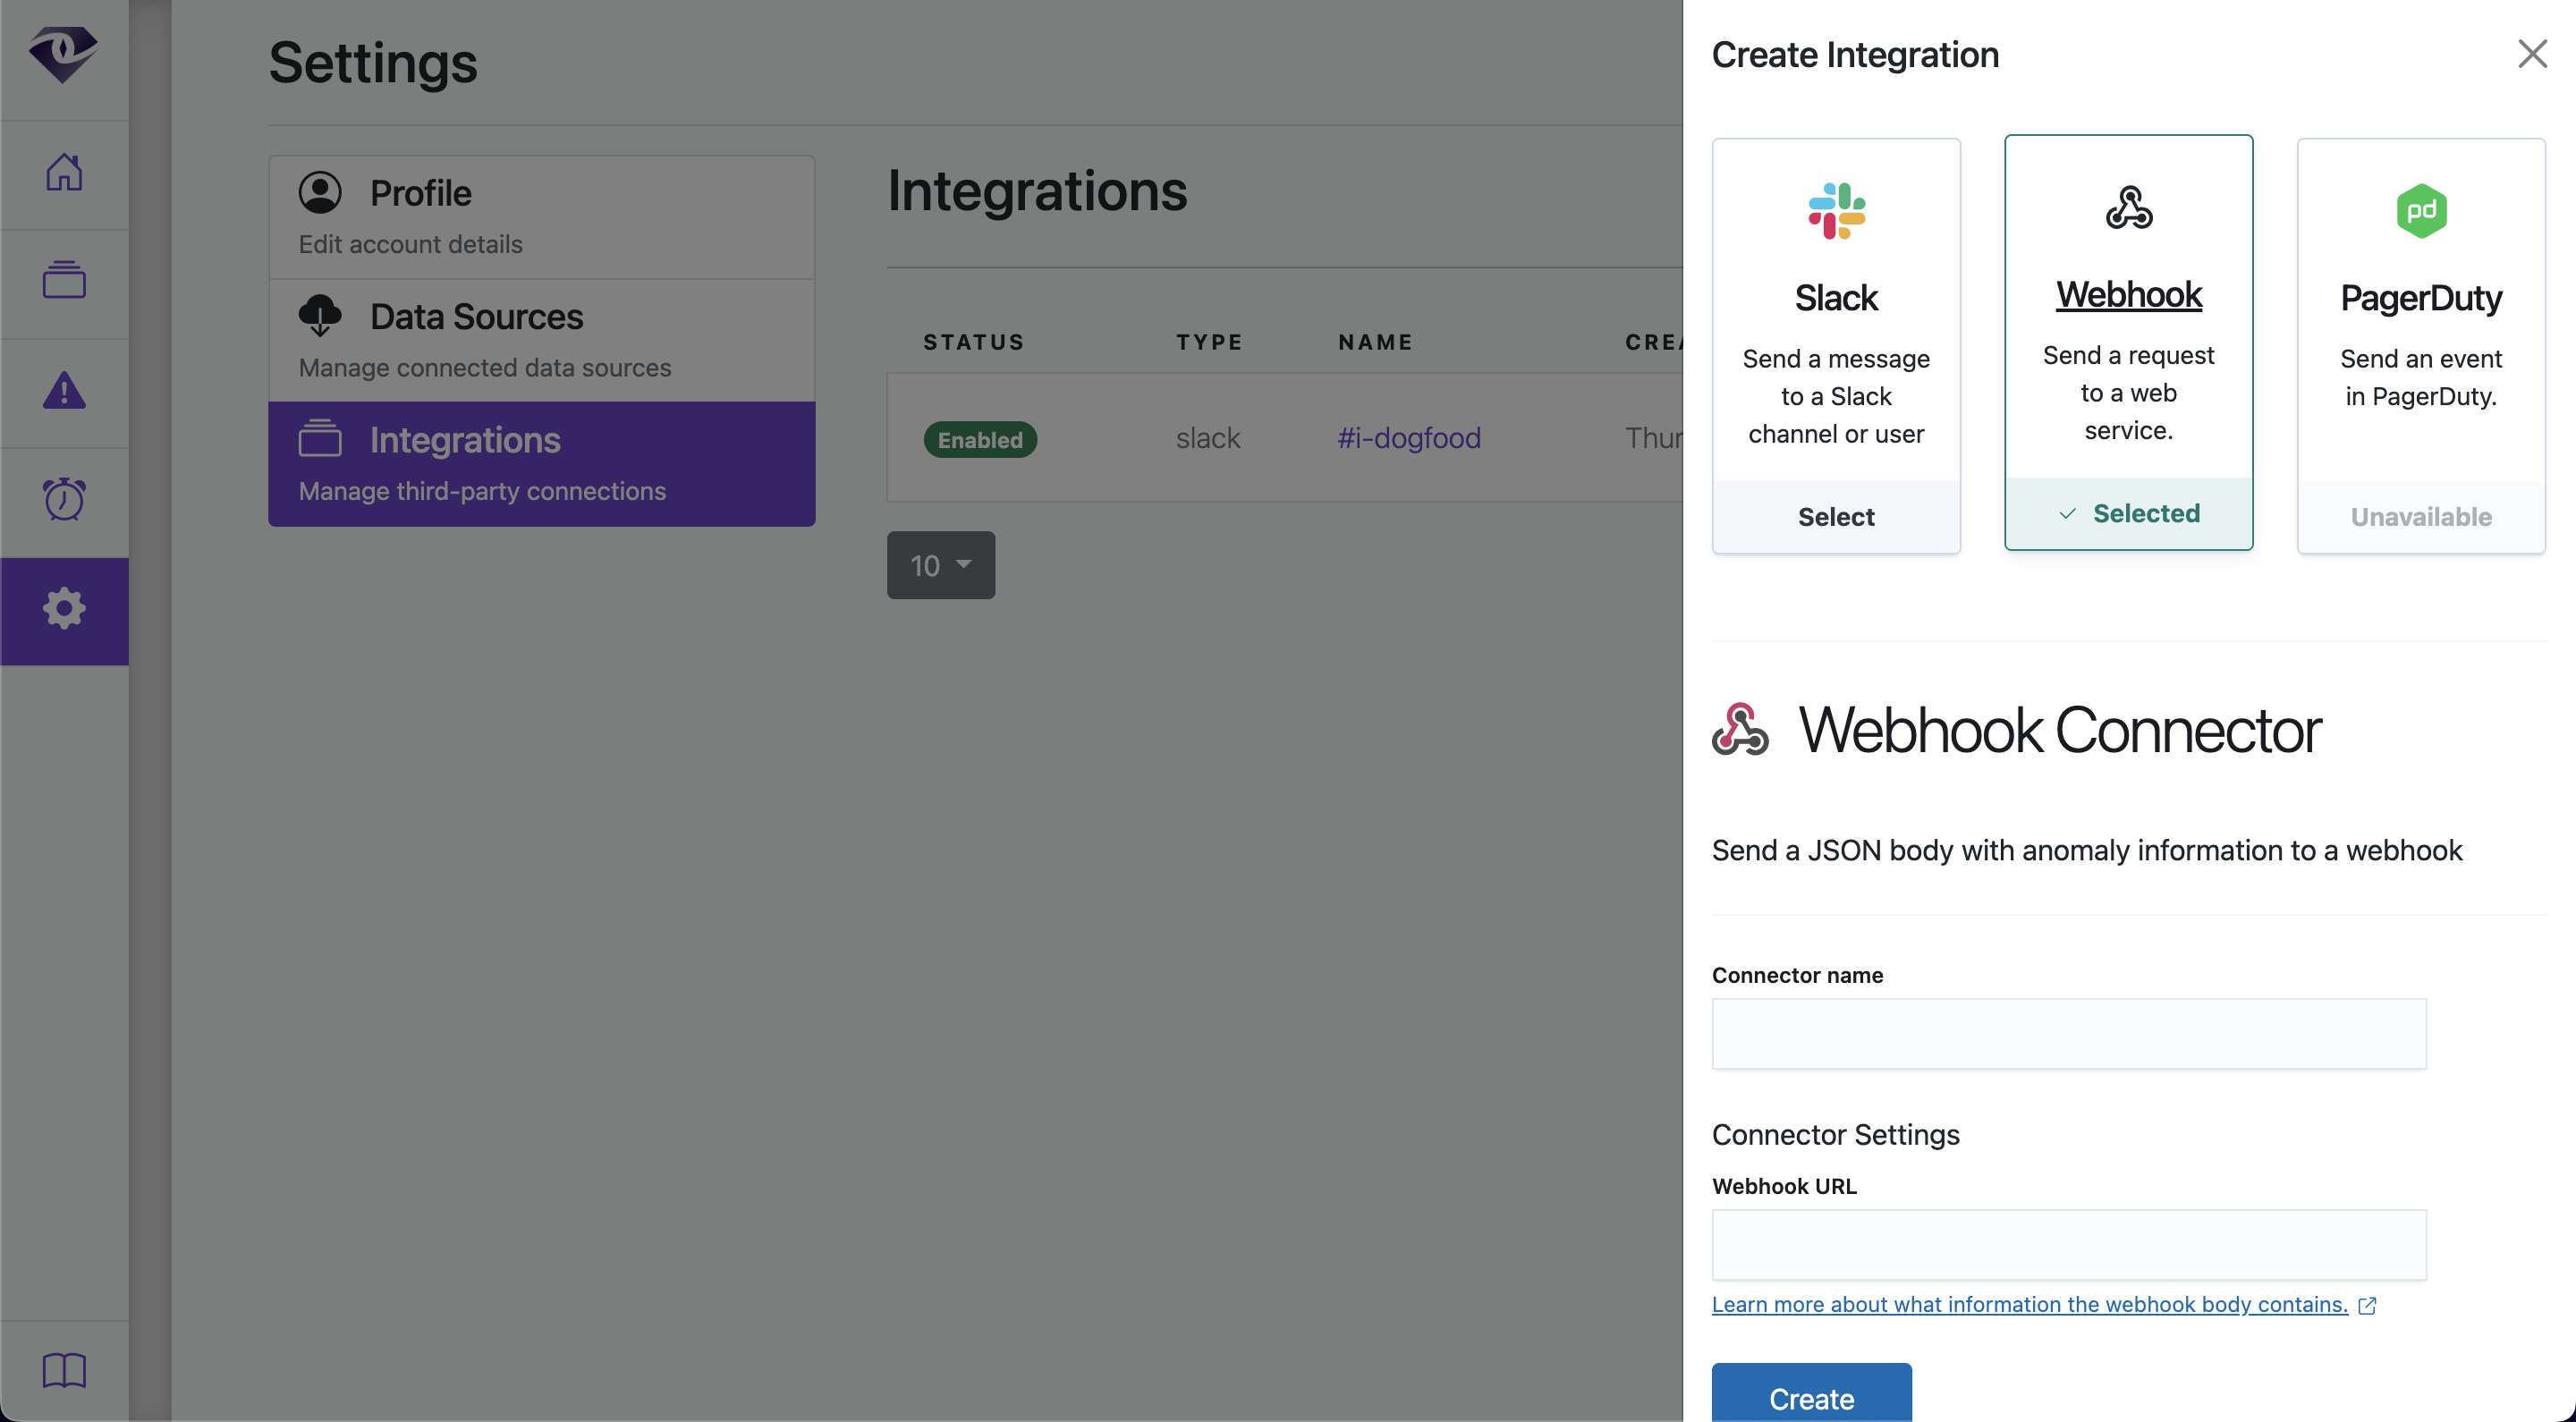 Settings
Profile
Edit account details
Data Sources
Manage connected data sources
Integrations
Manage third-party connections
Integrations
STATUS TYPE NAME CREA
Enabled slack #i-dogfood Thur
10
Create Integration
Slack
Send a message
to a Slack
channel or user
Select
Webhook
Send a request
to a web
service.
Selected
pd
PagerDuty
Send an event
in PagerDuty.
Unavailable
Webhook Connector
Send a JSON body with anomaly information to a webhook
Connector name
Connector Settings
Webhook URL
Learn more about what information the webhook body contains.
Create